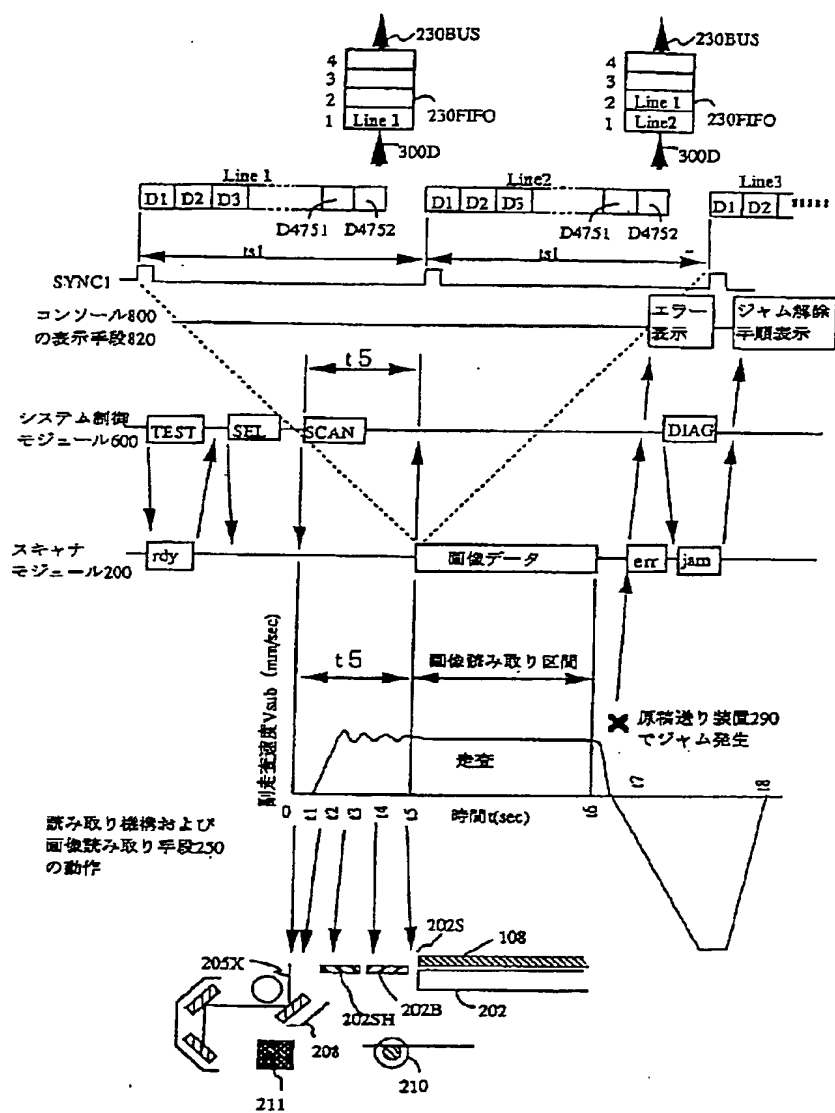 230BUS
230BUS
4
3
2
1
Line 1
230FIFO
300D
4
3
2
1
Line 1
Line2
230FIFO
300D
Line 1
Line2
Line3
D1 D2 D3
D4751 D4752
D1 D2 D3
D4751 D4752
D1 D2
ts1
ts1
SYNC1
コンソール800
の表示手段820
エラー
表示
ジャム解除
手順表示
t5
システム制御
モジュール600
TEST
SEL
SCAN
DIAG
スキャナ
モジュール200
rdy
画像データ
err
jam
副走査速度Vsub (mm/sec)
t5
画像読み取り区間
原稿送り装置290
でジャム発生
走査
0 t1 t2 t3 t4 t5
時間t(sec)
t6
t7
t8
読み取り機構および
画像読み取り手段250
の動作
202S
108
205X
202SH
202B
202
208
211
210